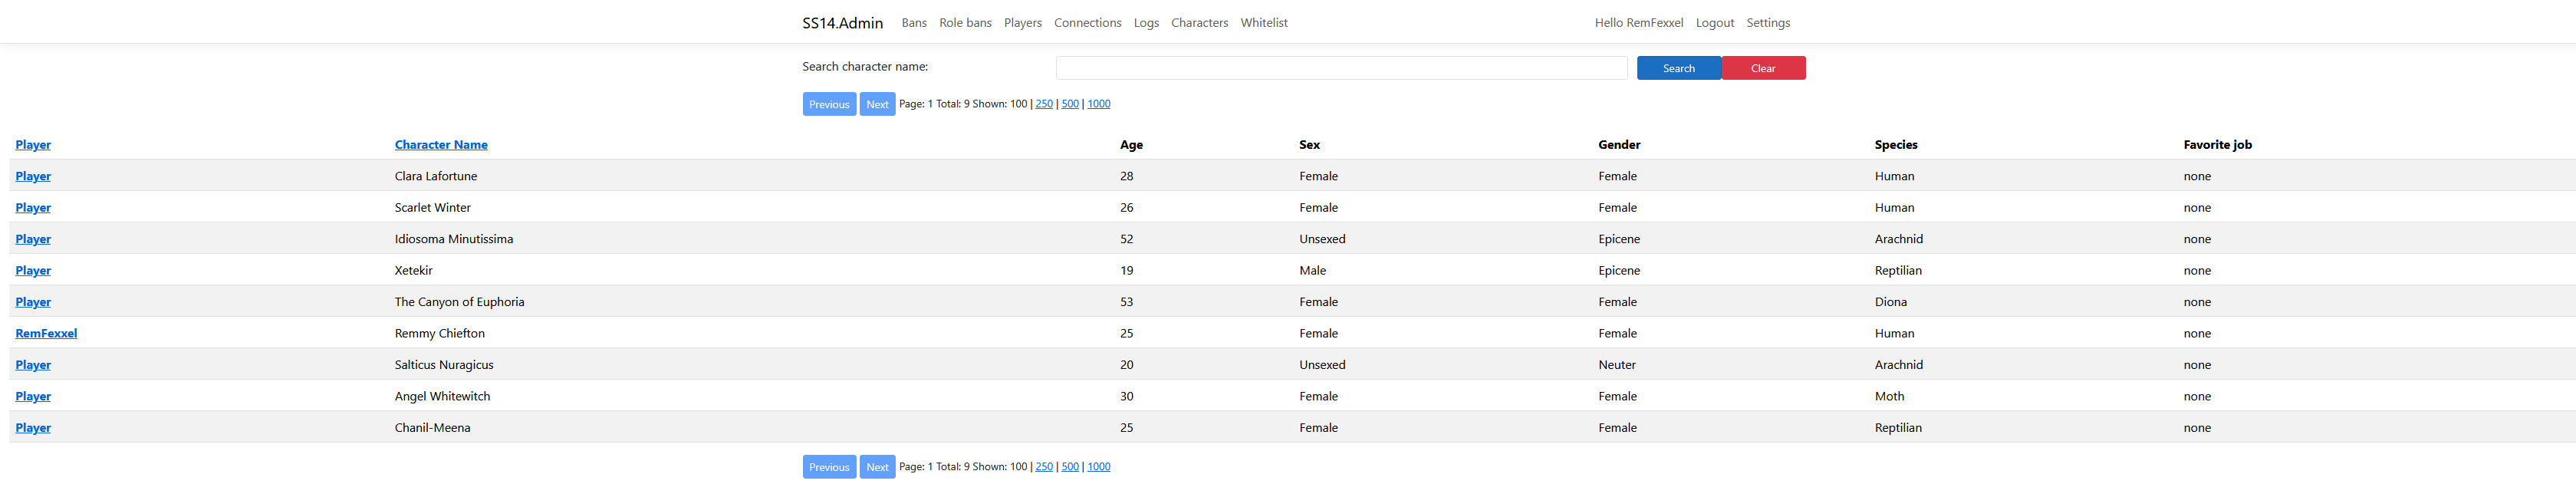 SS14.Admin Bans Role bans Players Connections Logs Characters Whitelist Hello RemFexxel Logout Settings
Search character name: Search Clear
Previous Next Page: 1 Total: 9 Shown: 100 | 250 | 500 | 1000
Player Character Name Age Sex Gender Species Favorite job
Player Clara Lafortune 28 Female Female Human none
Player Scarlet Winter 26 Female Female Human none
Player Idiosoma Minutissima 52 Unsexed Epicene Arachnid none
Player Xetekir 19 Male Epicene Reptilian none
Player The Canyon of Euphoria 53 Female Female Diona none
RemFexxel Remmy Chiefton 25 Female Female Human none
Player Salticus Nuragicus 20 Unsexed Neuter Arachnid none
Player Angel Whitewitch 30 Female Female Moth none
Player Chanil-Meena 25 Female Female Reptilian none
Previous Next Page: 1 Total: 9 Shown: 100 | 250 | 500 | 1000